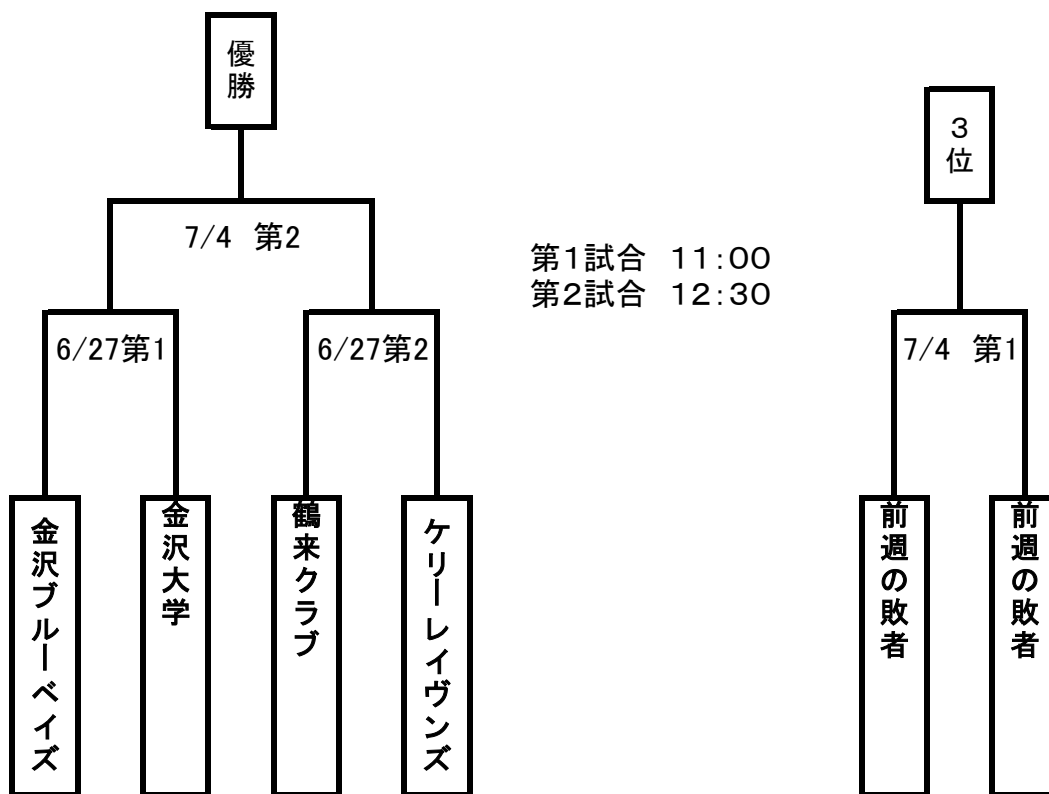 優勝
3位
7/4 第2
第1試合 11:00
第2試合 12:30
6/27第1
6/27第2
7/4 第1
金沢ブルーベイズ
金沢大学
鶴来クラブ
ケリーレイヴンズ
前週の敗者
前週の敗者